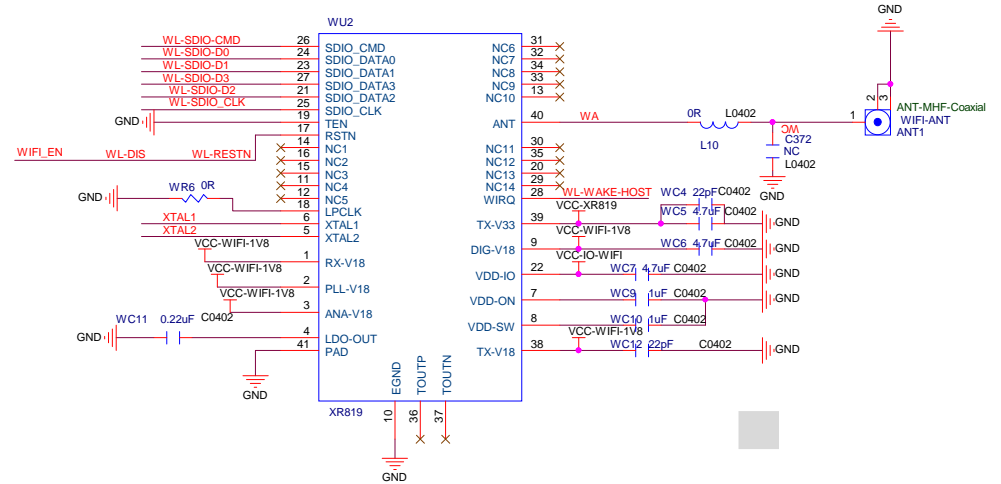 WU2
WL-SDIO-CMD 26 SDIO_CMD
WL-SDIO-D0 24 SDIO_DATA0
WL-SDIO-D1 23 SDIO_DATA1
WL-SDIO-D3 27 SDIO_DATA3
WL-SDIO-D2 21 SDIO_DATA2
WL-SDIO_CLK 25 SDIO_CLK
GND 19 TEN
17 RSTN
WIFI_EN WL-DIS WL-RESTN
14 NC1
16 NC2
15 NC3
11 NC4
12 NC5
GND WR6 0R 18 LPCLK
XTAL1 6 XTAL1
XTAL2 5 XTAL2
VCC-WIFI-1V8 1 RX-V18
VCC-WIFI-1V8 2 PLL-V18
VCC-WIFI-1V8 3 ANA-V18
GND WC11 0.22uF C0402 4 LDO-OUT
41 PAD
GND
XR819
EGND TOUTP TOUTN
10 36 37
GND
31 NC6
32 NC7
34 NC8
33 NC9
13 NC10
ANT 40 WA 0R L0402
L10
30 NC11
35 NC12
20 NC13
29 NC14
WIRQ 28 WL-WAKE-HOST
WC
C372
NC
L0402
GND
GND
2 3
1
ANT-MHF-Coaxial
WIFI-ANT
ANT1
WC4 22pF C0402
VCC-XR819
TX-V33 39 WC5 4.7uF C0402 GND
VCC-WIFI-1V8
DIG-V18 9 WC6 4.7uF C0402 GND
VCC-IO-WIFI
VDD-IO 22 WC7 4.7uF C0402 GND
VDD-ON 7 WC9 1uF C0402 GND
VDD-SW 8 WC10 1uF C0402
VCC-WIFI-1V8
TX-V18 38 WC12 22pF C0402 GND